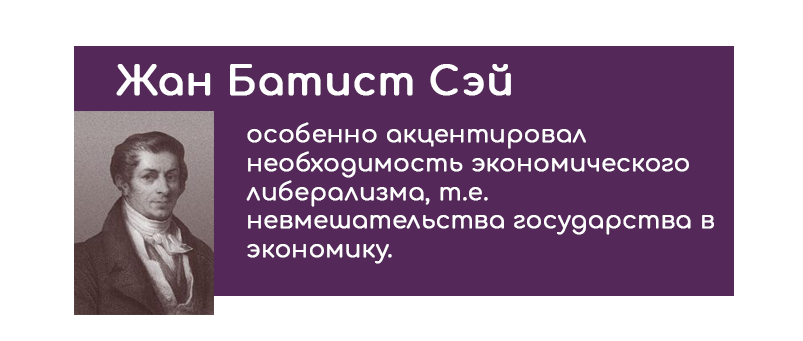 Жан Батист Сэй
особенно акцентировал
необходимость экономического
либерализма, т.е.
невмешательства государства в
экономику.